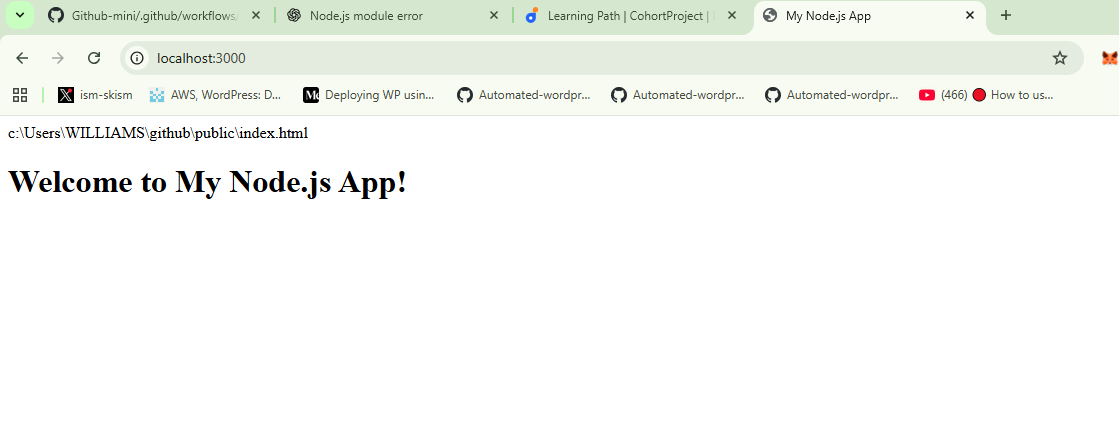 Github-mini/.github/workflows/
Node.js module error
Learning Path | CohortProject |
My Node.js App
localhost:3000
ism-skism
AWS, WordPress: D...
Deploying WP usin...
Automated-wordpr...
Automated-wordpr...
Automated-wordpr...
(466) 🔴 How to us...
c:\Users\WILLIAMS\github\public\index.html
Welcome to My Node.js App!